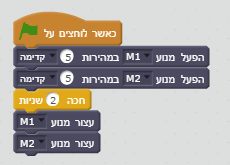 כאשר לוחצים על
הפעל מנוע M1 במהירות 5 קדימה
הפעל מנוע M2 במהירות 5 קדימה
חכה 2 שניות
עצור מנוע M1
עצור מנוע M2